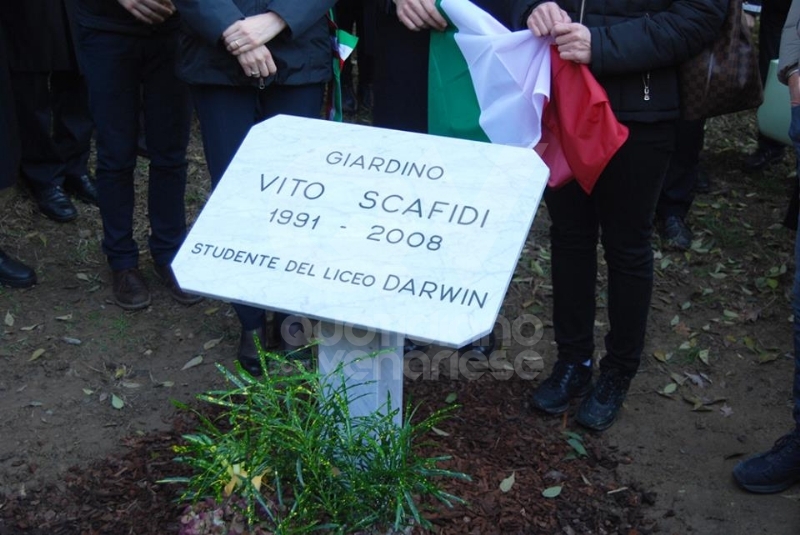 GIARDINO
VITO SCAFIDI
1991 - 2008
STUDENTE DEL LICEO DARWIN